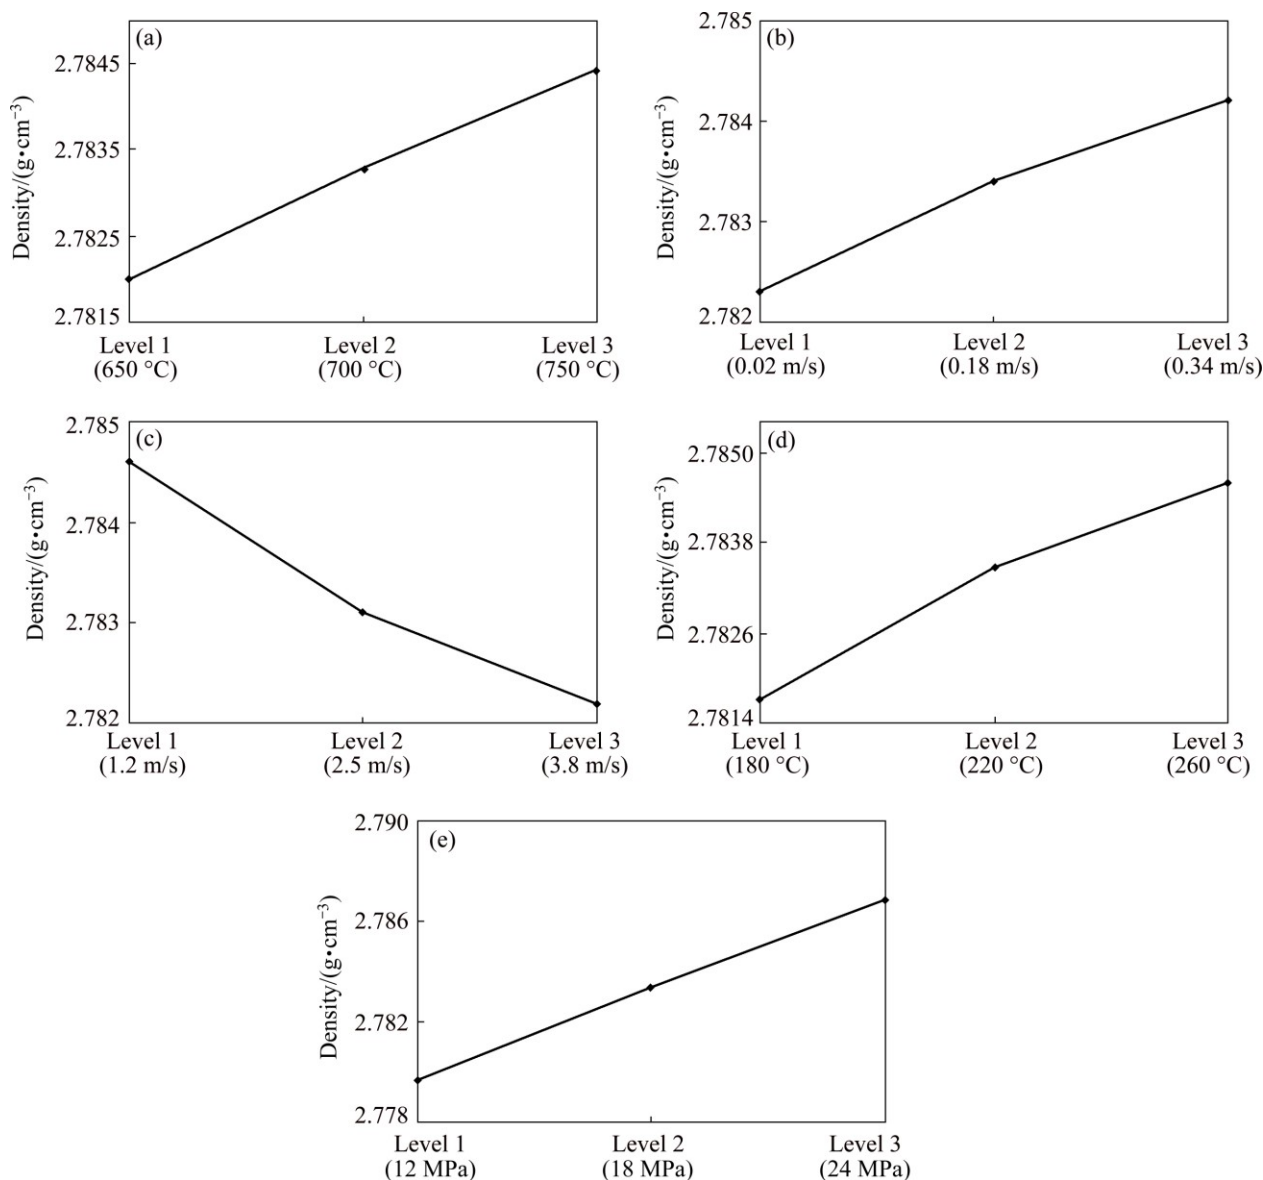 (a)
2.7845
2.7835
2.7825
2.7815
Density/(g•cm⁻³)
Level 1
(650 °C)
Level 2
(700 °C)
Level 3
(750 °C)
(b)
2.785
2.784
2.783
2.782
Density/(g•cm⁻³)
Level 1
(0.02 m/s)
Level 2
(0.18 m/s)
Level 3
(0.34 m/s)
(c)
2.785
2.784
2.783
2.782
Density/(g•cm⁻³)
Level 1
(1.2 m/s)
Level 2
(2.5 m/s)
Level 3
(3.8 m/s)
(d)
2.7850
2.7838
2.7826
2.7814
Density/(g•cm⁻³)
Level 1
(180 °C)
Level 2
(220 °C)
Level 3
(260 °C)
(e)
2.790
2.786
2.782
2.778
Density/(g•cm⁻³)
Level 1
(12 MPa)
Level 2
(18 MPa)
Level 3
(24 MPa)